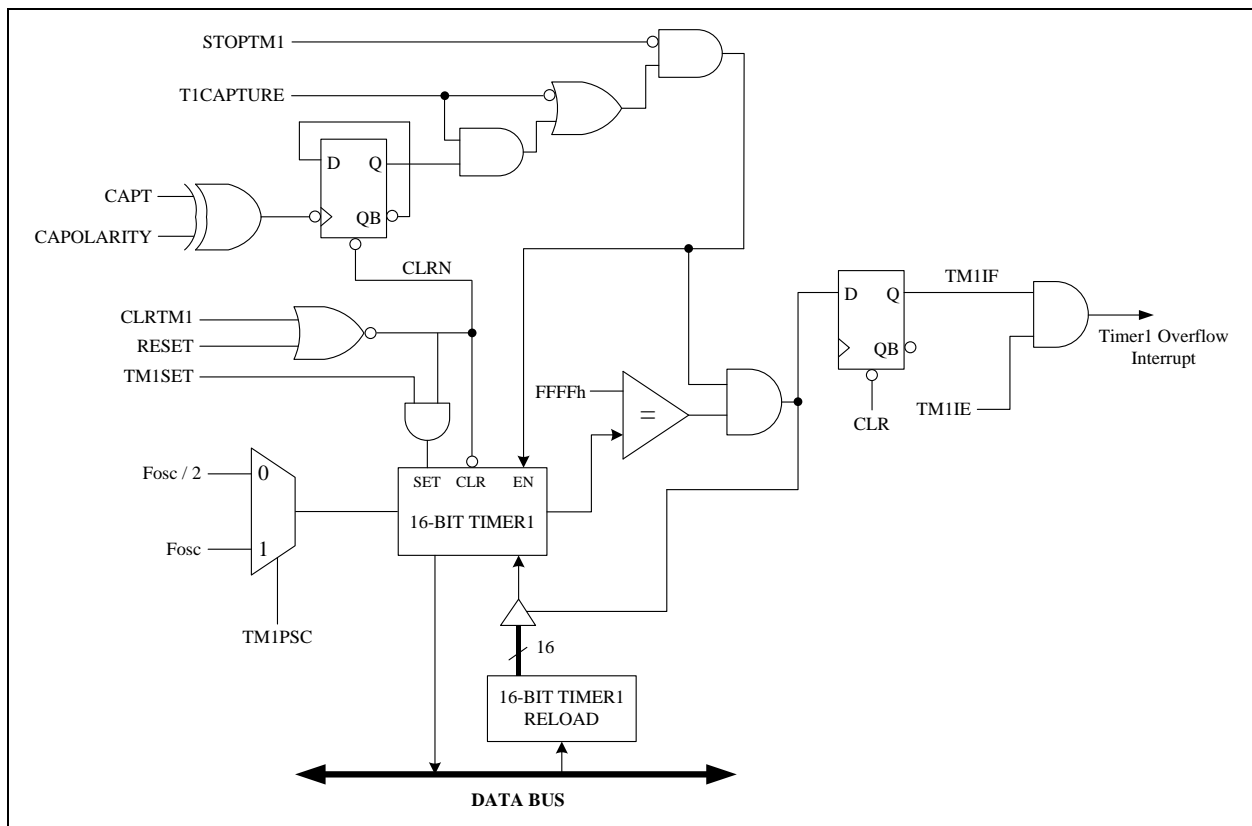 STOPTM1
T1CAPTURE
D
Q
QB
CAPT
CAPOLARITY
CLRN
CLRTM1
RESET
TM1SET
D
Q
QB
CLR
TM1IF
TM1IE
Timer1 Overflow
Interrupt
FFFFh
=
Fosc / 2
0
Fosc
1
TM1PSC
SET
CLR
EN
16-BIT TIMER1
16
16-BIT TIMER1
RELOAD
DATA BUS